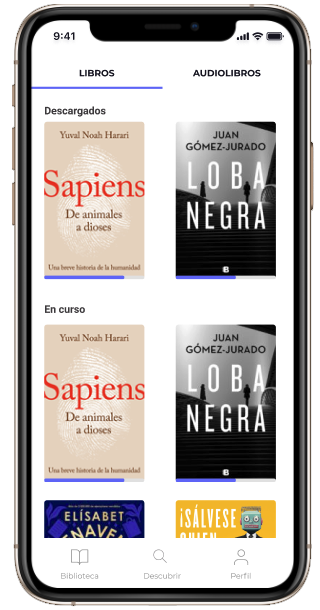 9:41
LIBROS
AUDIOLIBROS
Descargados
Yuval Noah Harari
Sapiens
De animales
a dioses
Una breve historia de la humanidad
JUAN
GÓMEZ-JURADO
LOBA
NEGRA
B
En curso
Yuval Noah Harari
Sapiens
De animales
a dioses
Una breve historia de la humanidad
JUAN
GÓMEZ-JURADO
LOBA
NEGRA
B
ELÍSABET
¡SÁLVESE
QUIEN
Biblioteca
Descubrir
Perfil